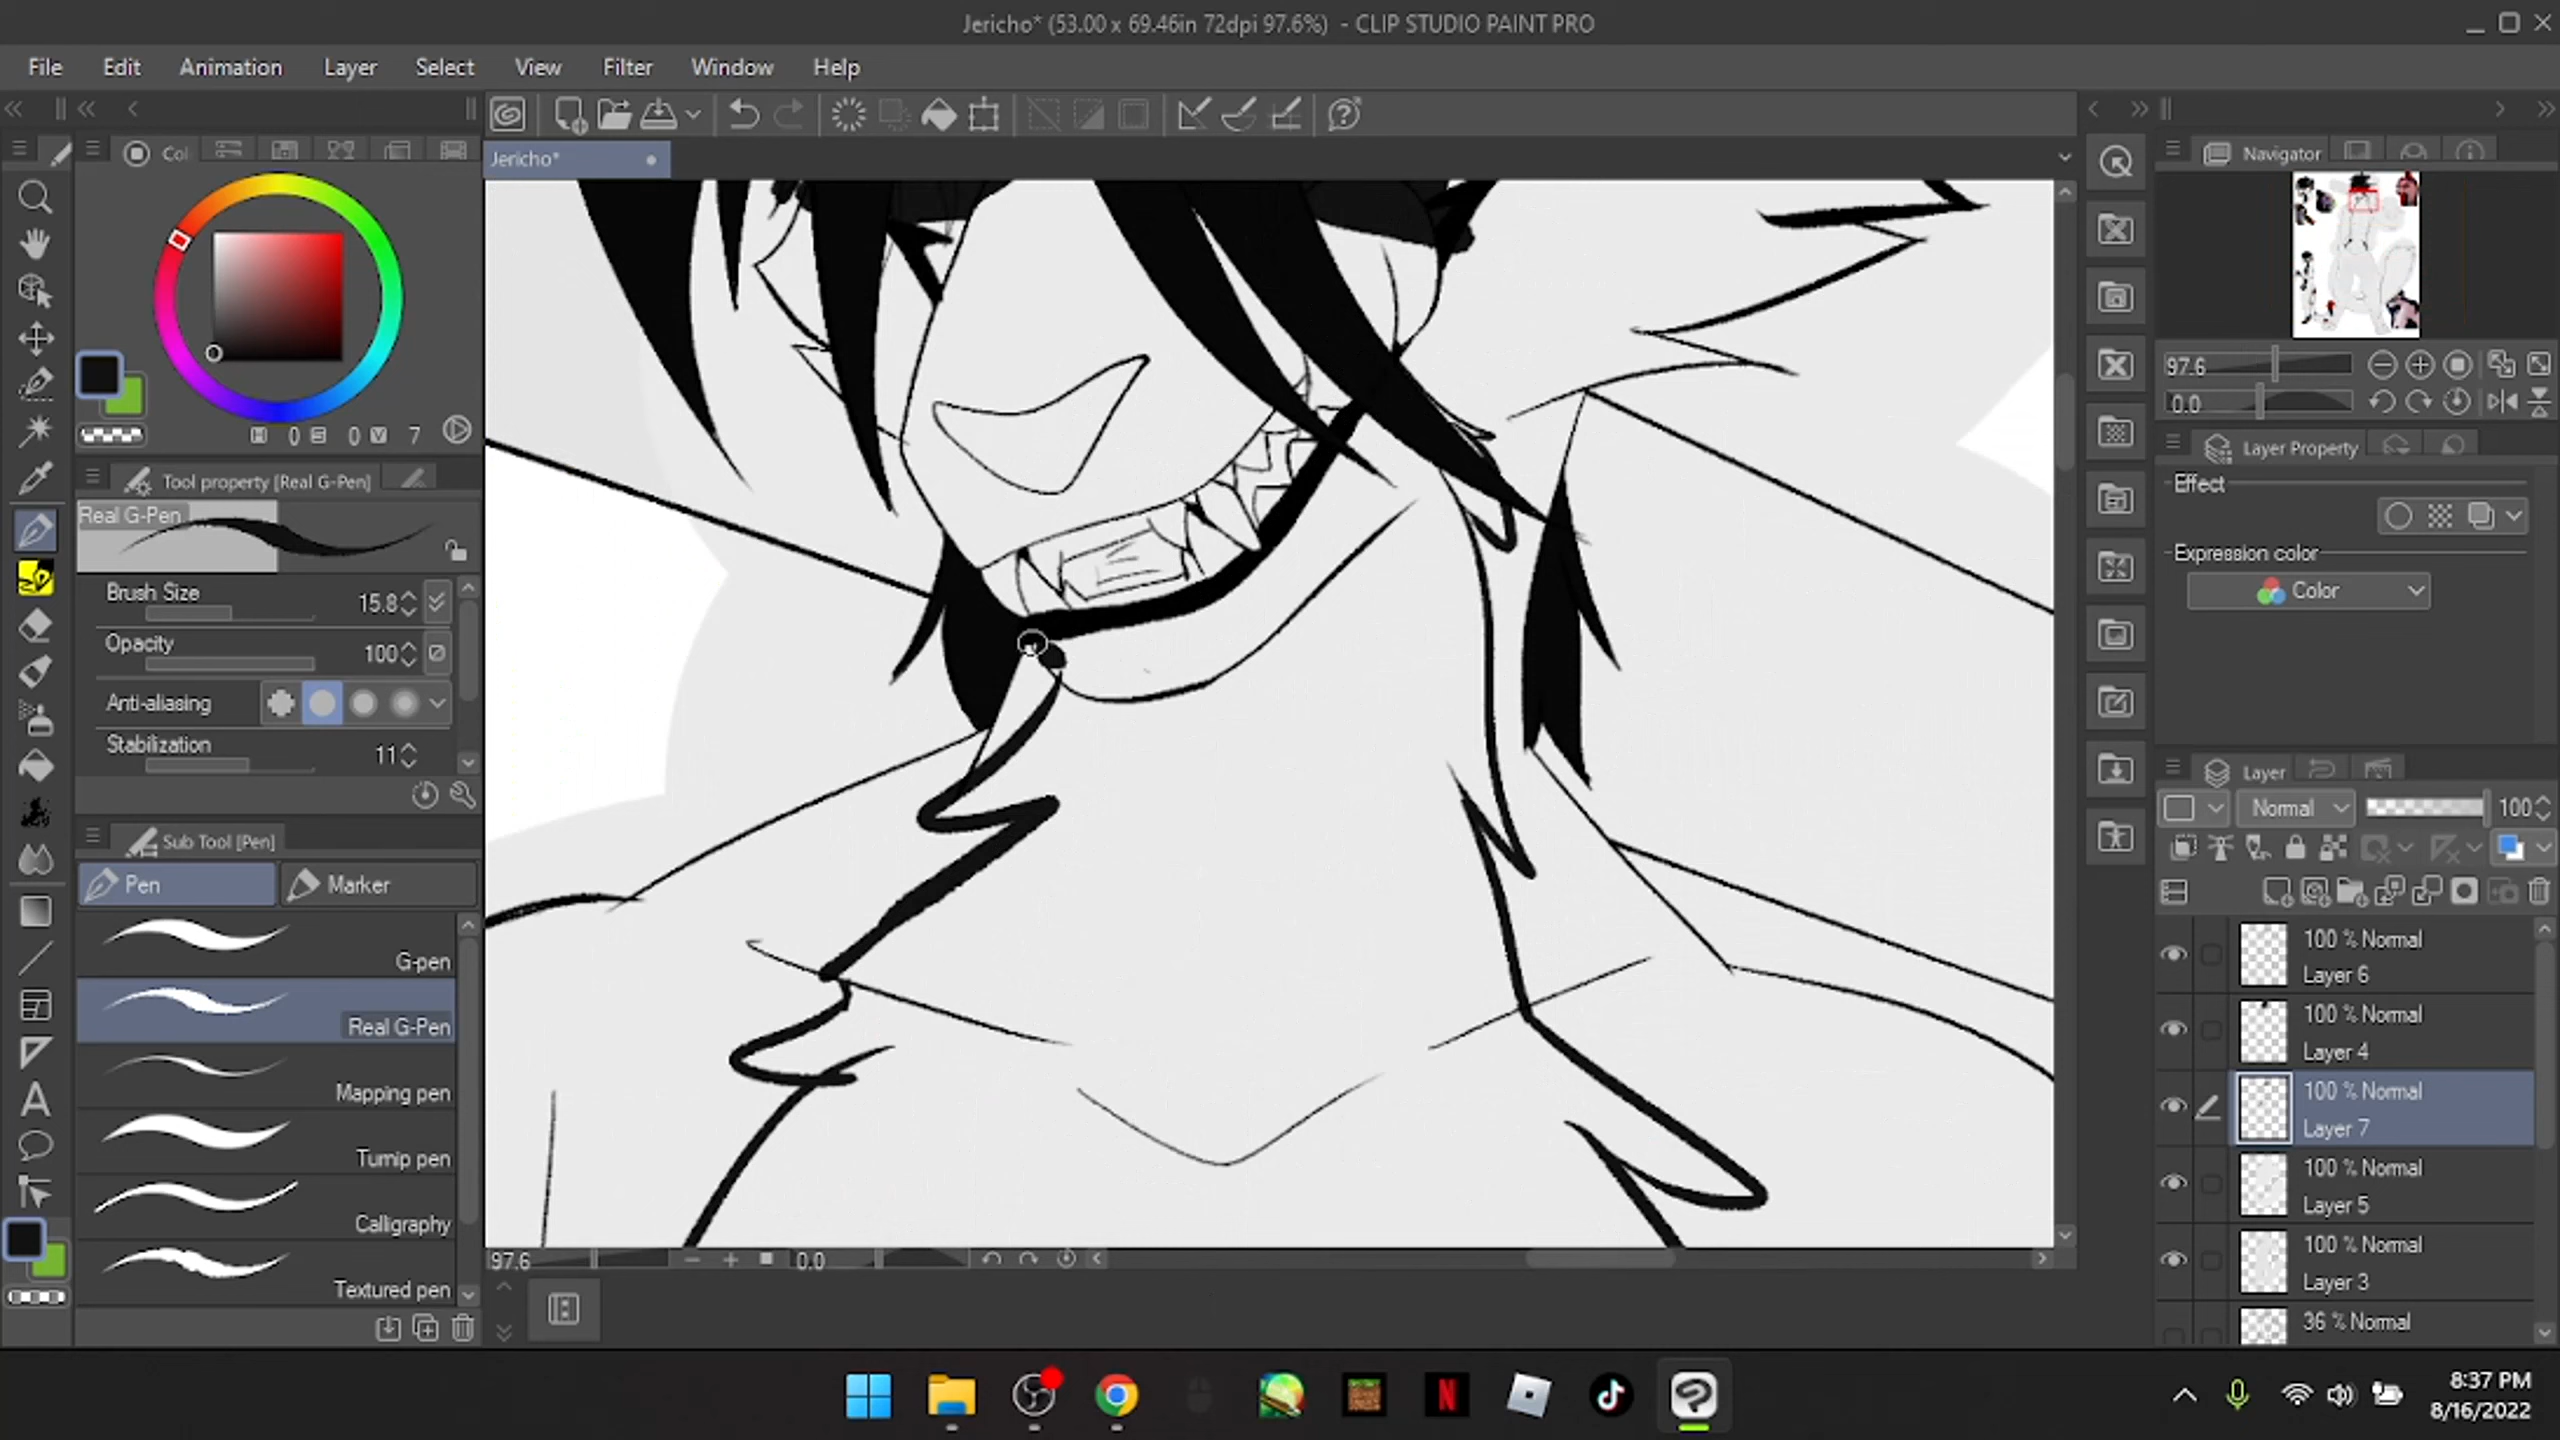 Jericho* (53.00 x 69.46in 72dpi 97.6%) - CLIP STUDIO PAINT PRO
File Edit Animation Layer Select View Filter Window Help
Col
Jericho*
Navigator
H 0 S 0 V 7
97.6
0.0
Tool property [Real G-Pen]
Real G-Pen
Brush Size 15.8
Opacity 100
Anti-aliasing
Stabilization 11
Sub Tool [Pen]
Pen Marker
G-pen
Real G-Pen
Mapping pen
Turnip pen
Calligraphy
Textured pen
Layer Property
Effect
Expression color
Color
Layer
Normal 100
100 % Normal
Layer 6
100 % Normal
Layer 4
100 % Normal
Layer 7
100 % Normal
Layer 5
100 % Normal
Layer 3
36 % Normal
97.6 0.0
8:37 PM
8/16/2022